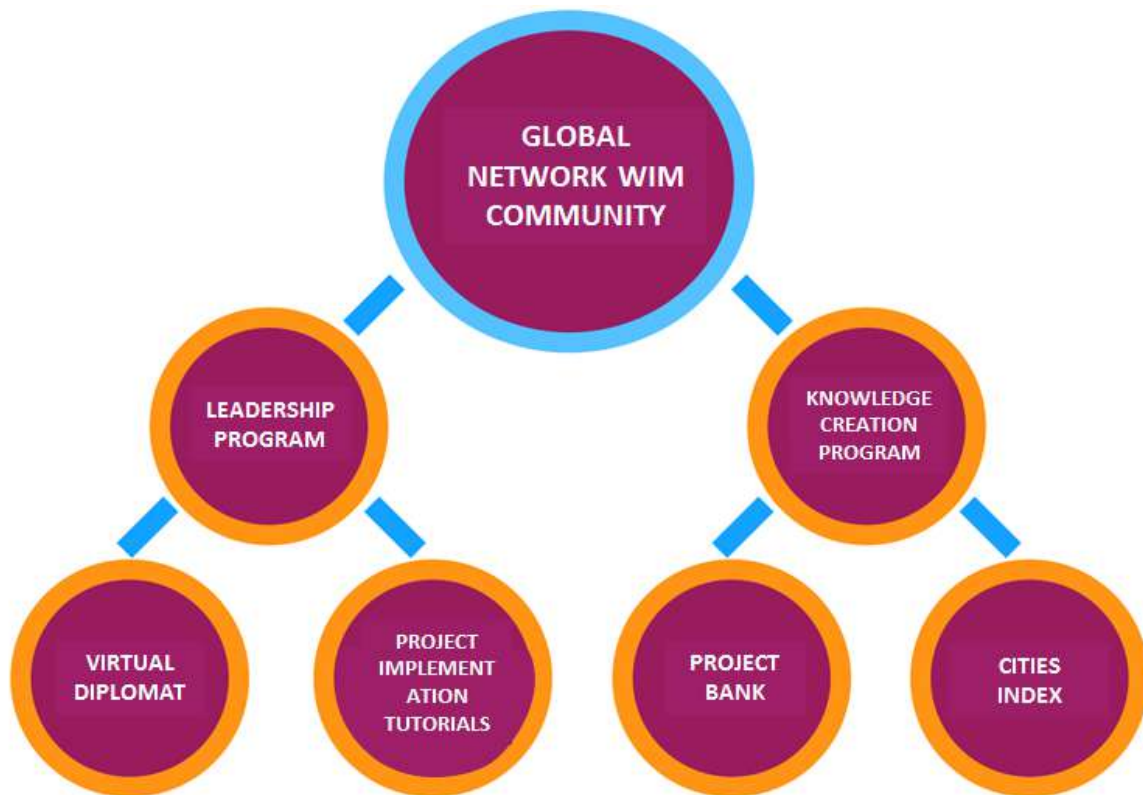 GLOBAL
NETWORK WIM
COMMUNITY
LEADERSHIP
PROGRAM
KNOWLEDGE
CREATION
PROGRAM
VIRTUAL
DIPLOMAT
PROJECT
IMPLEMENT
ATION
TUTORIALS
PROJECT
BANK
CITIES
INDEX